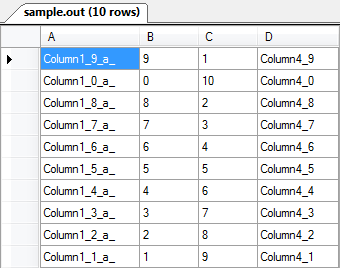 sample.out (10 rows)
A B C D
Column1_9_a_ 9 1 Column4_9
Column1_0_a_ 0 10 Column4_0
Column1_8_a_ 8 2 Column4_8
Column1_7_a_ 7 3 Column4_7
Column1_6_a_ 6 4 Column4_6
Column1_5_a_ 5 5 Column4_5
Column1_4_a_ 4 6 Column4_4
Column1_3_a_ 3 7 Column4_3
Column1_2_a_ 2 8 Column4_2
Column1_1_a_ 1 9 Column4_1